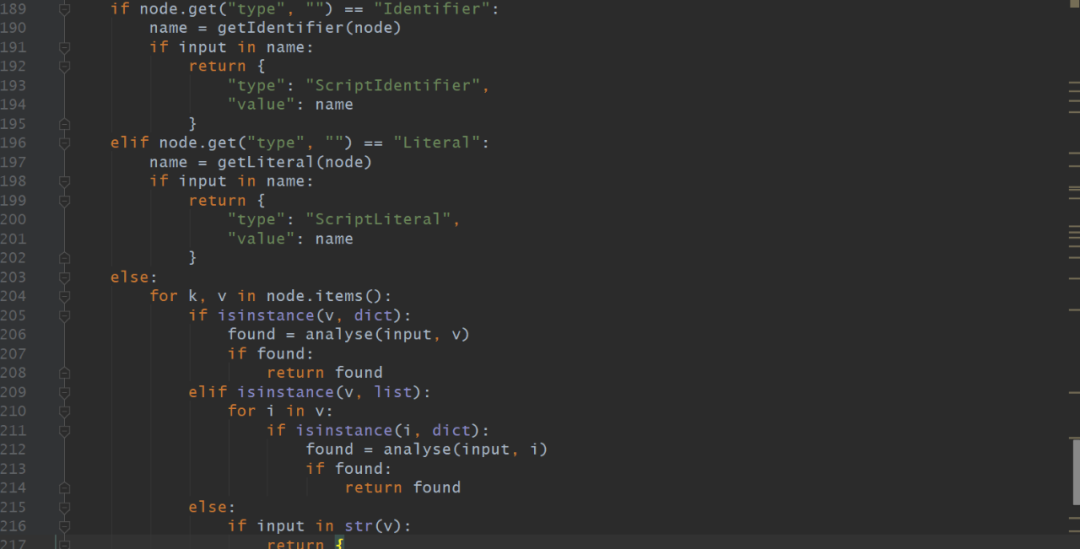 189 if node.get("type", "") == "Identifier":
190 name = getIdentifier(node)
191 if input in name:
192 return {
193 "type": "ScriptIdentifier",
194 "value": name
195 }
196 elif node.get("type", "") == "Literal":
197 name = getLiteral(node)
198 if input in name:
199 return {
200 "type": "ScriptLiteral",
201 "value": name
202 }
203 else:
204 for k, v in node.items():
205 if isinstance(v, dict):
206 found = analyse(input, v)
207 if found:
208 return found
209 elif isinstance(v, list):
210 for i in v:
211 if isinstance(i, dict):
212 found = analyse(input, i)
213 if found:
214 return found
215 else:
216 if input in str(v):
217 return {